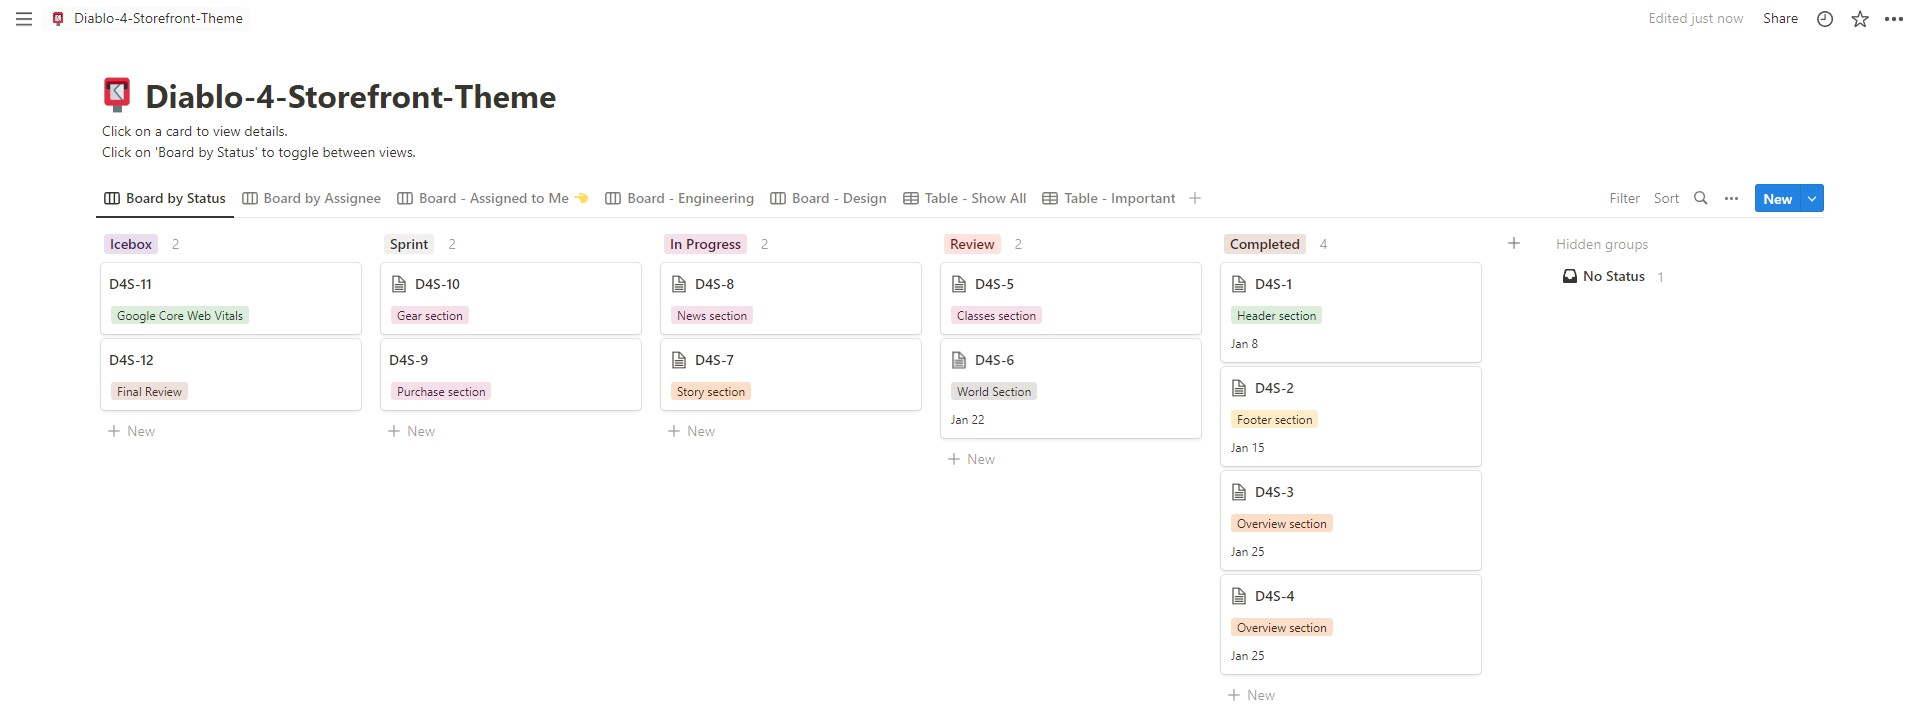 Diablo-4-Storefront-Theme
Edited just now
Share
Diablo-4-Storefront-Theme
Click on a card to view details.
Click on 'Board by Status' to toggle between views.
Board by Status
Board by Assignee
Board - Assigned to Me 👈
Board - Engineering
Board - Design
Table - Show All
Table - Important
Filter
Sort
New
Icebox 2
D4S-11
Google Core Web Vitals
D4S-12
Final Review
New
Sprint 2
D4S-10
Gear section
D4S-9
Purchase section
New
In Progress 2
D4S-8
News section
D4S-7
Story section
New
Review 2
D4S-5
Classes section
D4S-6
World Section
Jan 22
New
Completed 4
D4S-1
Header section
Jan 8
D4S-2
Footer section
Jan 15
D4S-3
Overview section
Jan 25
D4S-4
Overview section
Jan 25
New
Hidden groups
No Status 1